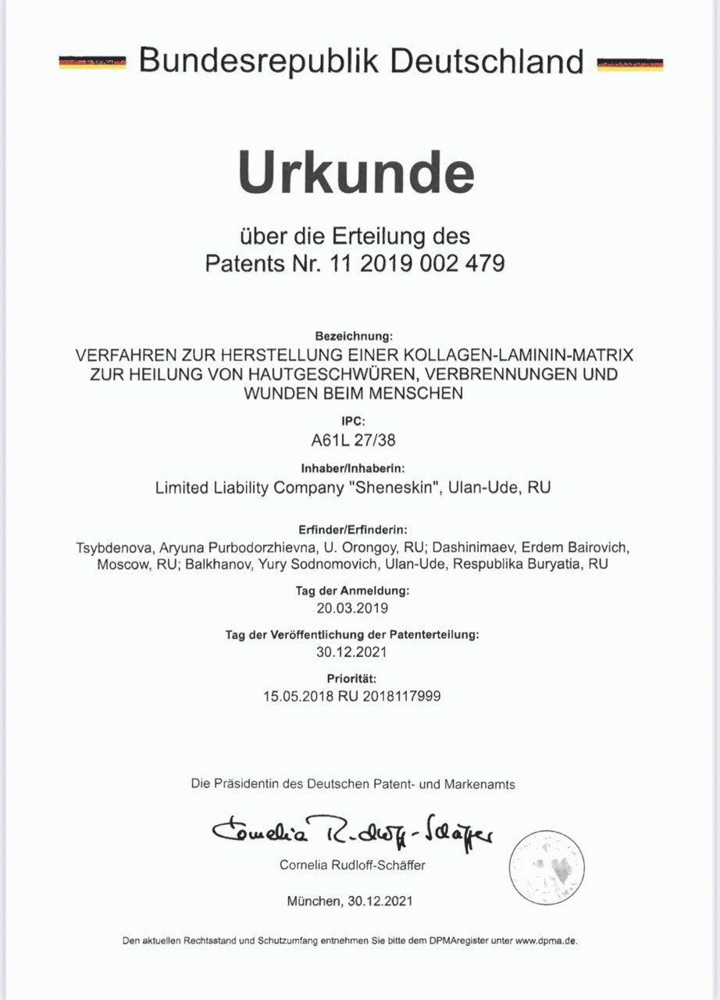 Bundesrepublik Deutschland
Urkunde
über die Erteilung des
Patents Nr. 11 2019 002 479
Bezeichnung:
VERFAHREN ZUR HERSTELLUNG EINER KOLLAGEN-LAMININ-MATRIX
ZUR HEILUNG VON HAUTGESCHWÜREN, VERBRENNUNGEN UND
WUNDEN BEIM MENSCHEN
IPC:
A61L 27/38
Inhaber/Inhaberin:
Limited Liability Company "Sheneskin", Ulan-Ude, RU
Erfinder/Erfinderin:
Tsybdenova, Aryuna Purbodorzhievna, U. Orongoy, RU; Dashinimaev, Erdem Bairovich,
Moscow, RU; Balkhanov, Yury Sodnomovich, Ulan-Ude, Respublika Buryatia, RU
Tag der Anmeldung:
20.03.2019
Tag der Veröffentlichung der Patenterteilung:
30.12.2021
Priorität:
15.05.2018 RU 2018117999
Die Präsidentin des Deutschen Patent- und Markenamts
Cornelia Rudloff-Schäffer
Cornelia Rudloff-Schäffer
München, 30.12.2021
Den aktuellen Rechtsstand und Schutzumfang entnehmen Sie bitte dem DPMAregister unter www.dpma.de.